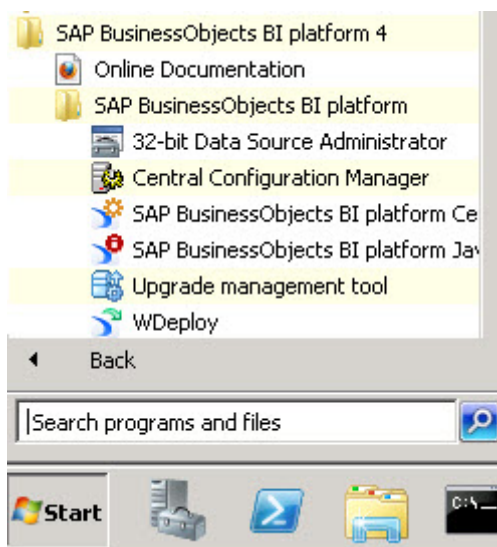 SAP BusinessObjects BI platform 4
Online Documentation
SAP BusinessObjects BI platform
32-bit Data Source Administrator
Central Configuration Manager
SAP BusinessObjects BI platform Ce
SAP BusinessObjects BI platform Jav
Upgrade management tool
WDeploy
Back
Search programs and files
Start
C:\